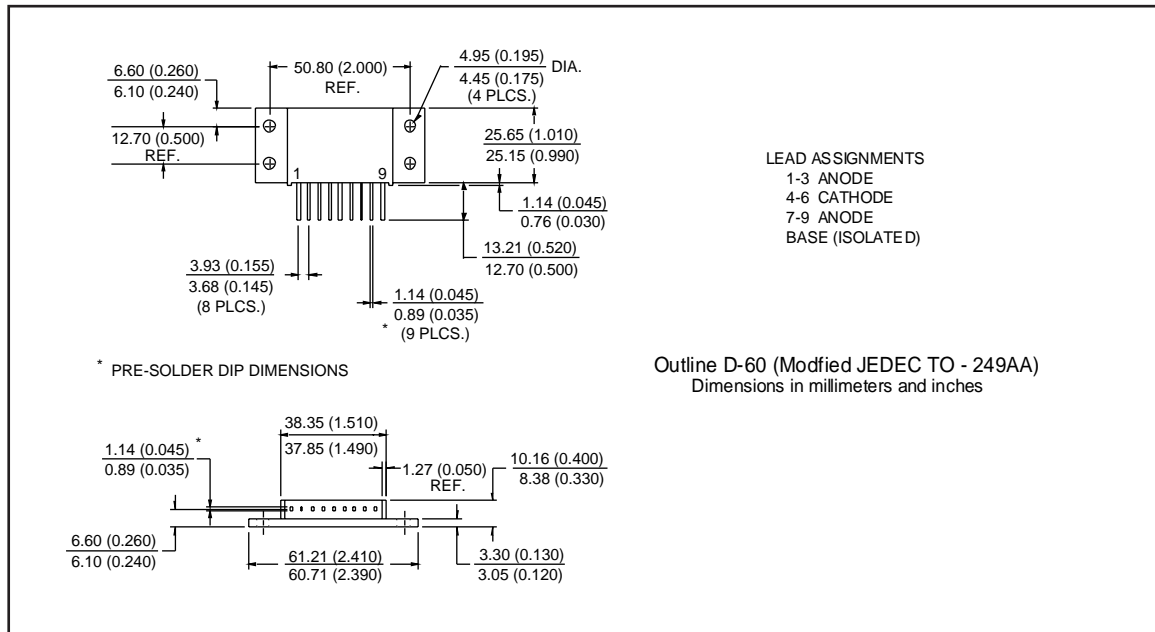 6.60 (0.260)
6.10 (0.240)
50.80 (2.000)
REF.
4.95 (0.195)
4.45 (0.175)
DIA.
(4 PLCS.)
12.70 (0.500)
REF.
25.65 (1.010)
25.15 (0.990)
1
9
1.14 (0.045)
0.76 (0.030)
13.21 (0.520)
12.70 (0.500)
3.93 (0.155)
3.68 (0.145)
(8 PLCS.)
1.14 (0.045)
0.89 (0.035)
* (9 PLCS.)
LEAD ASSIGNMENTS
1-3 ANODE
4-6 CATHODE
7-9 ANODE
BASE (ISOLATED)
* PRE-SOLDER DIP DIMENSIONS
Outline D-60 (Modfied JEDEC TO - 249AA)
Dimensions in millimeters and inches
38.35 (1.510)
37.85 (1.490)
1.14 (0.045) *
0.89 (0.035)
1.27 (0.050)
REF.
10.16 (0.400)
8.38 (0.330)
6.60 (0.260)
6.10 (0.240)
61.21 (2.410)
60.71 (2.390)
3.30 (0.130)
3.05 (0.120)